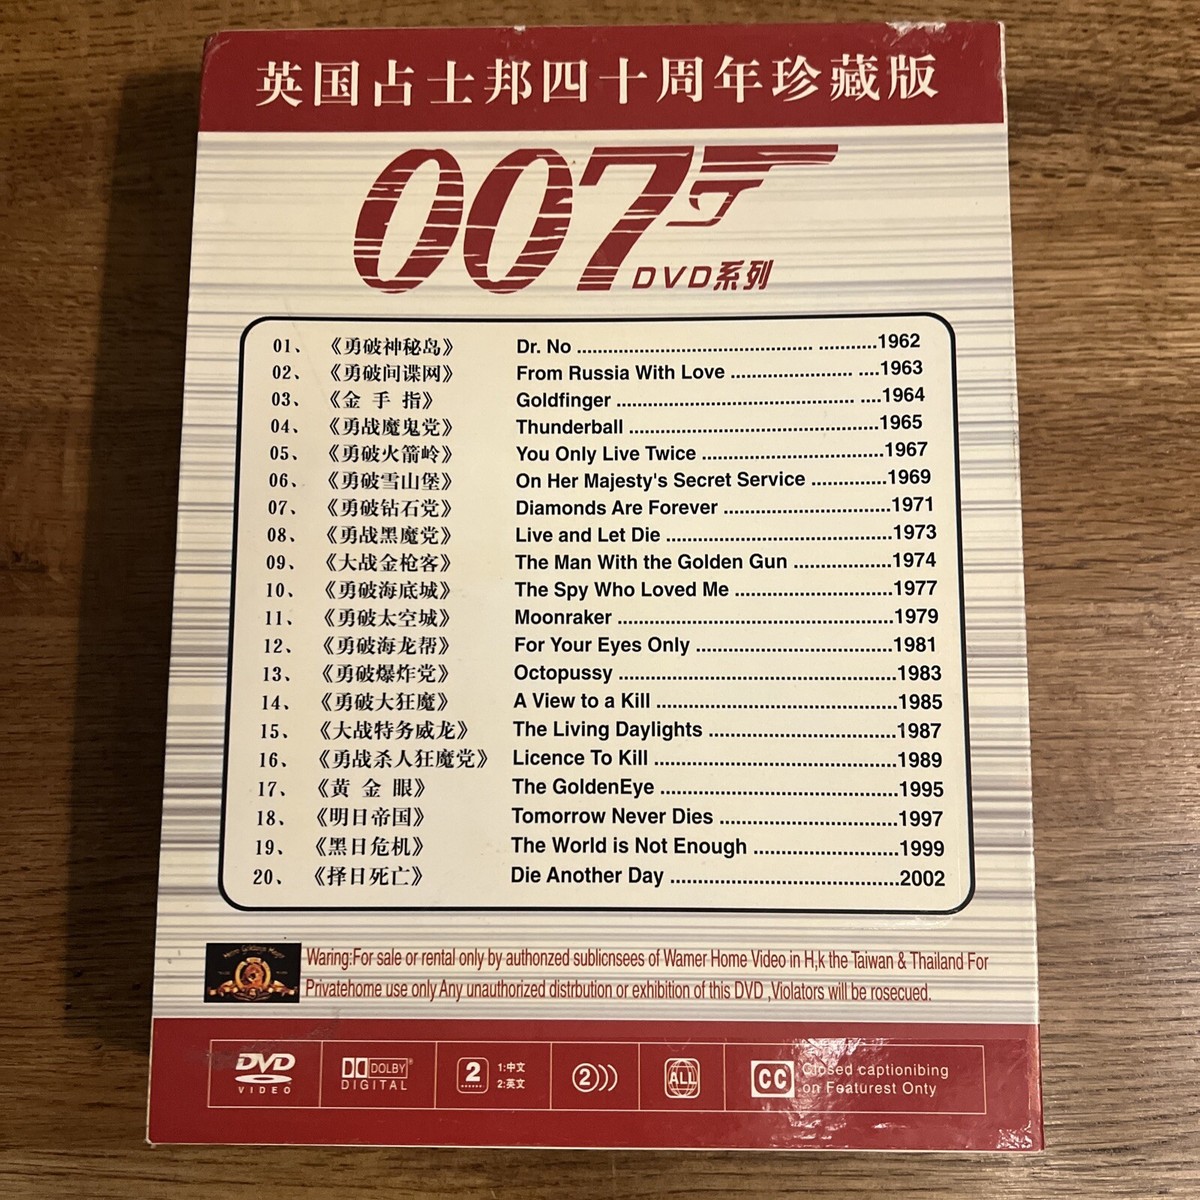 英国占士邦四十周年珍藏版
007
DVD系列
01、 《勇破神秘岛》 Dr. No ........................................ ...........1962
02、 《勇破间谍网》 From Russia With Love ..................... ....1963
03、 《金 手 指》 Goldfinger ........................................ ....1964
04、 《勇战魔鬼党》 Thunderball ...........................................1965
05、 《勇破火箭岭》 You Only Live Twice ...............................1967
06、 《勇破雪山堡》 On Her Majesty's Secret Service .............1969
07、 《勇破钻石党》 Diamonds Are Forever .............................1971
08、 《勇战黑魔党》 Live and Let Die .......................................1973
09、 《大战金枪客》 The Man With the Golden Gun .................1974
10、 《勇破海底城》 The Spy Who Loved Me ...........................1977
11、 《勇破太空城》 Moonraker ...............................................1979
12、 《勇破海龙帮》 For Your Eyes Only ..................................1981
13、 《勇破爆炸党》 Octopussy ................................................1983
14、 《勇破大狂魔》 A View to a Kill .........................................1985
15、 《大战特务威龙》 The Living Daylights ................................1987
16、 《勇战杀人狂魔党》 Licence To Kill .........................................1989
17、 《黄 金 眼》 The GoldenEye .........................................1995
18、 《明日帝国》 Tomorrow Never Dies ..............................1997
19、 《黑日危机》 The World is Not Enough .........................1999
20、 《择日死亡》 Die Another Day .......................................2002
Waring:For sale or rental only by authonzed sublicnsees of Wamer Home Video in H,k the Taiwan & Thailand For
Privatehome use only Any unauthorized distrbution or exhibition of this DVD ,Violators will be rosecued.
DVD
VIDEO
DOLBY
DIGITAL
2
1:中文
2:英文
2
ALL
CC
Closed captionibing
on Featurest Onty